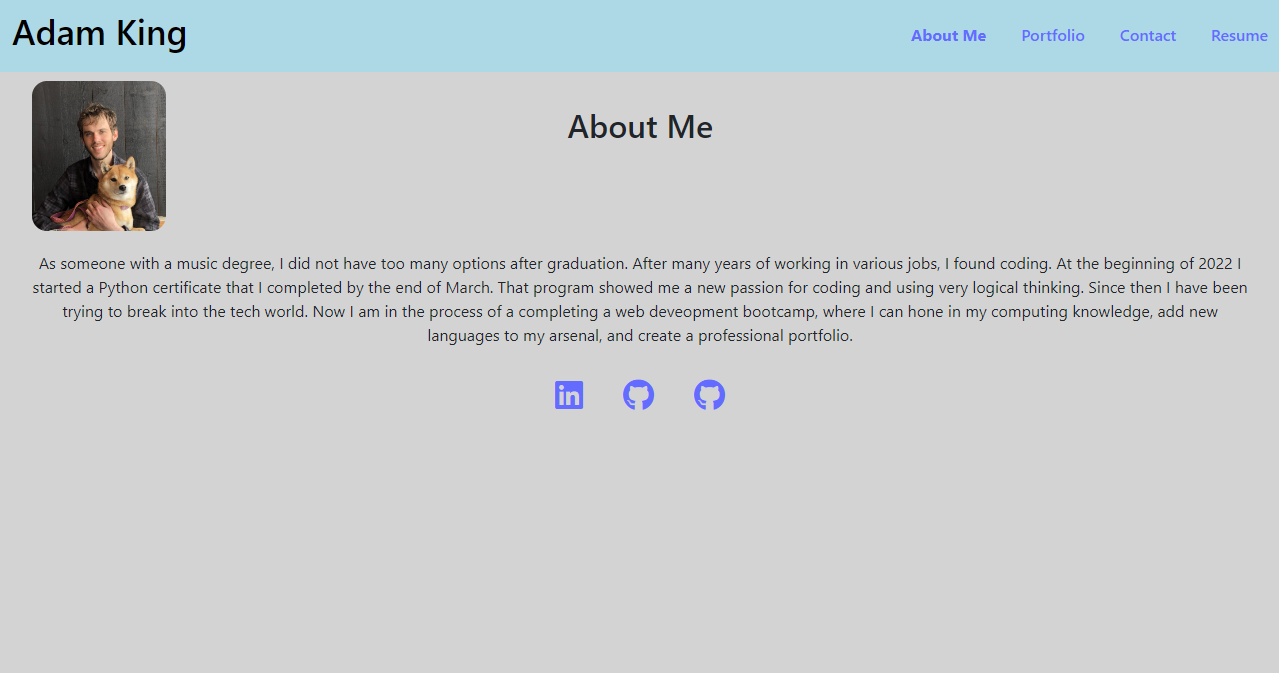 Adam King
About Me Portfolio Contact Resume
About Me
As someone with a music degree, I did not have too many options after graduation. After many years of working in various jobs, I found coding. At the beginning of 2022 I
started a Python certificate that I completed by the end of March. That program showed me a new passion for coding and using very logical thinking. Since then I have been
trying to break into the tech world. Now I am in the process of a completing a web deveopment bootcamp, where I can hone in my computing knowledge, add new
languages to my arsenal, and create a professional portfolio.
in